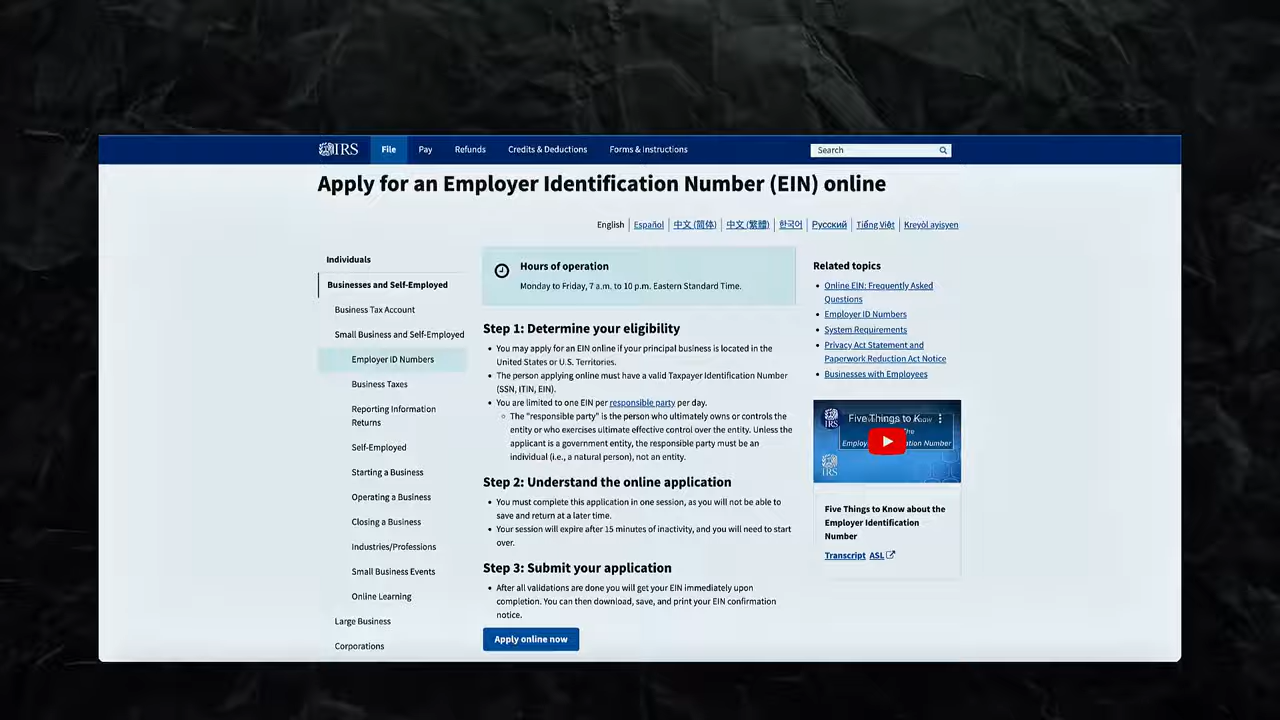 IRS File Pay Refunds Credits & Deductions Forms & Instructions Search
Apply for an Employer Identification Number (EIN) online
English Español 中文 (简体) 中文 (繁體) 한국어 Русский Tiếng Việt Kreyòl ayisyen
Individuals
Businesses and Self-Employed
Business Tax Account
Small Business and Self-Employed
Employer ID Numbers
Business Taxes
Reporting Information
Returns
Self-Employed
Starting a Business
Operating a Business
Closing a Business
Industries/Professions
Small Business Events
Online Learning
Large Business
Corporations
Hours of operation
Monday to Friday, 7 a.m. to 10 p.m. Eastern Standard Time.
Step 1: Determine your eligibility
• You may apply for an EIN online if your principal business is located in the
United States or U.S. Territories.
• The person applying online must have a valid Taxpayer Identification Number
(SSN, ITIN, EIN).
• You are limited to one EIN per responsible party per day.
◦ The "responsible party" is the person who ultimately owns or controls the
entity or who exercises ultimate effective control over the entity. Unless the
applicant is a government entity, the responsible party must be an
individual (i.e., a natural person), not an entity.
Step 2: Understand the online application
• You must complete this application in one session, as you will not be able to
save and return at a later time.
• Your session will expire after 15 minutes of inactivity, and you will need to start
over.
Step 3: Submit your application
• After all validations are done you will get your EIN immediately upon
completion. You can then download, save, and print your EIN confirmation
notice.
Apply online now
Related topics
• Online EIN: Frequently Asked
Questions
• Employer ID Numbers
• System Requirements
• Privacy Act Statement and
Paperwork Reduction Act Notice
• Businesses with Employees
IRS
Five Things to K
Know
The
Number
IRS
Five Things to Know about the
Employer Identification
Number
Transcript ASL